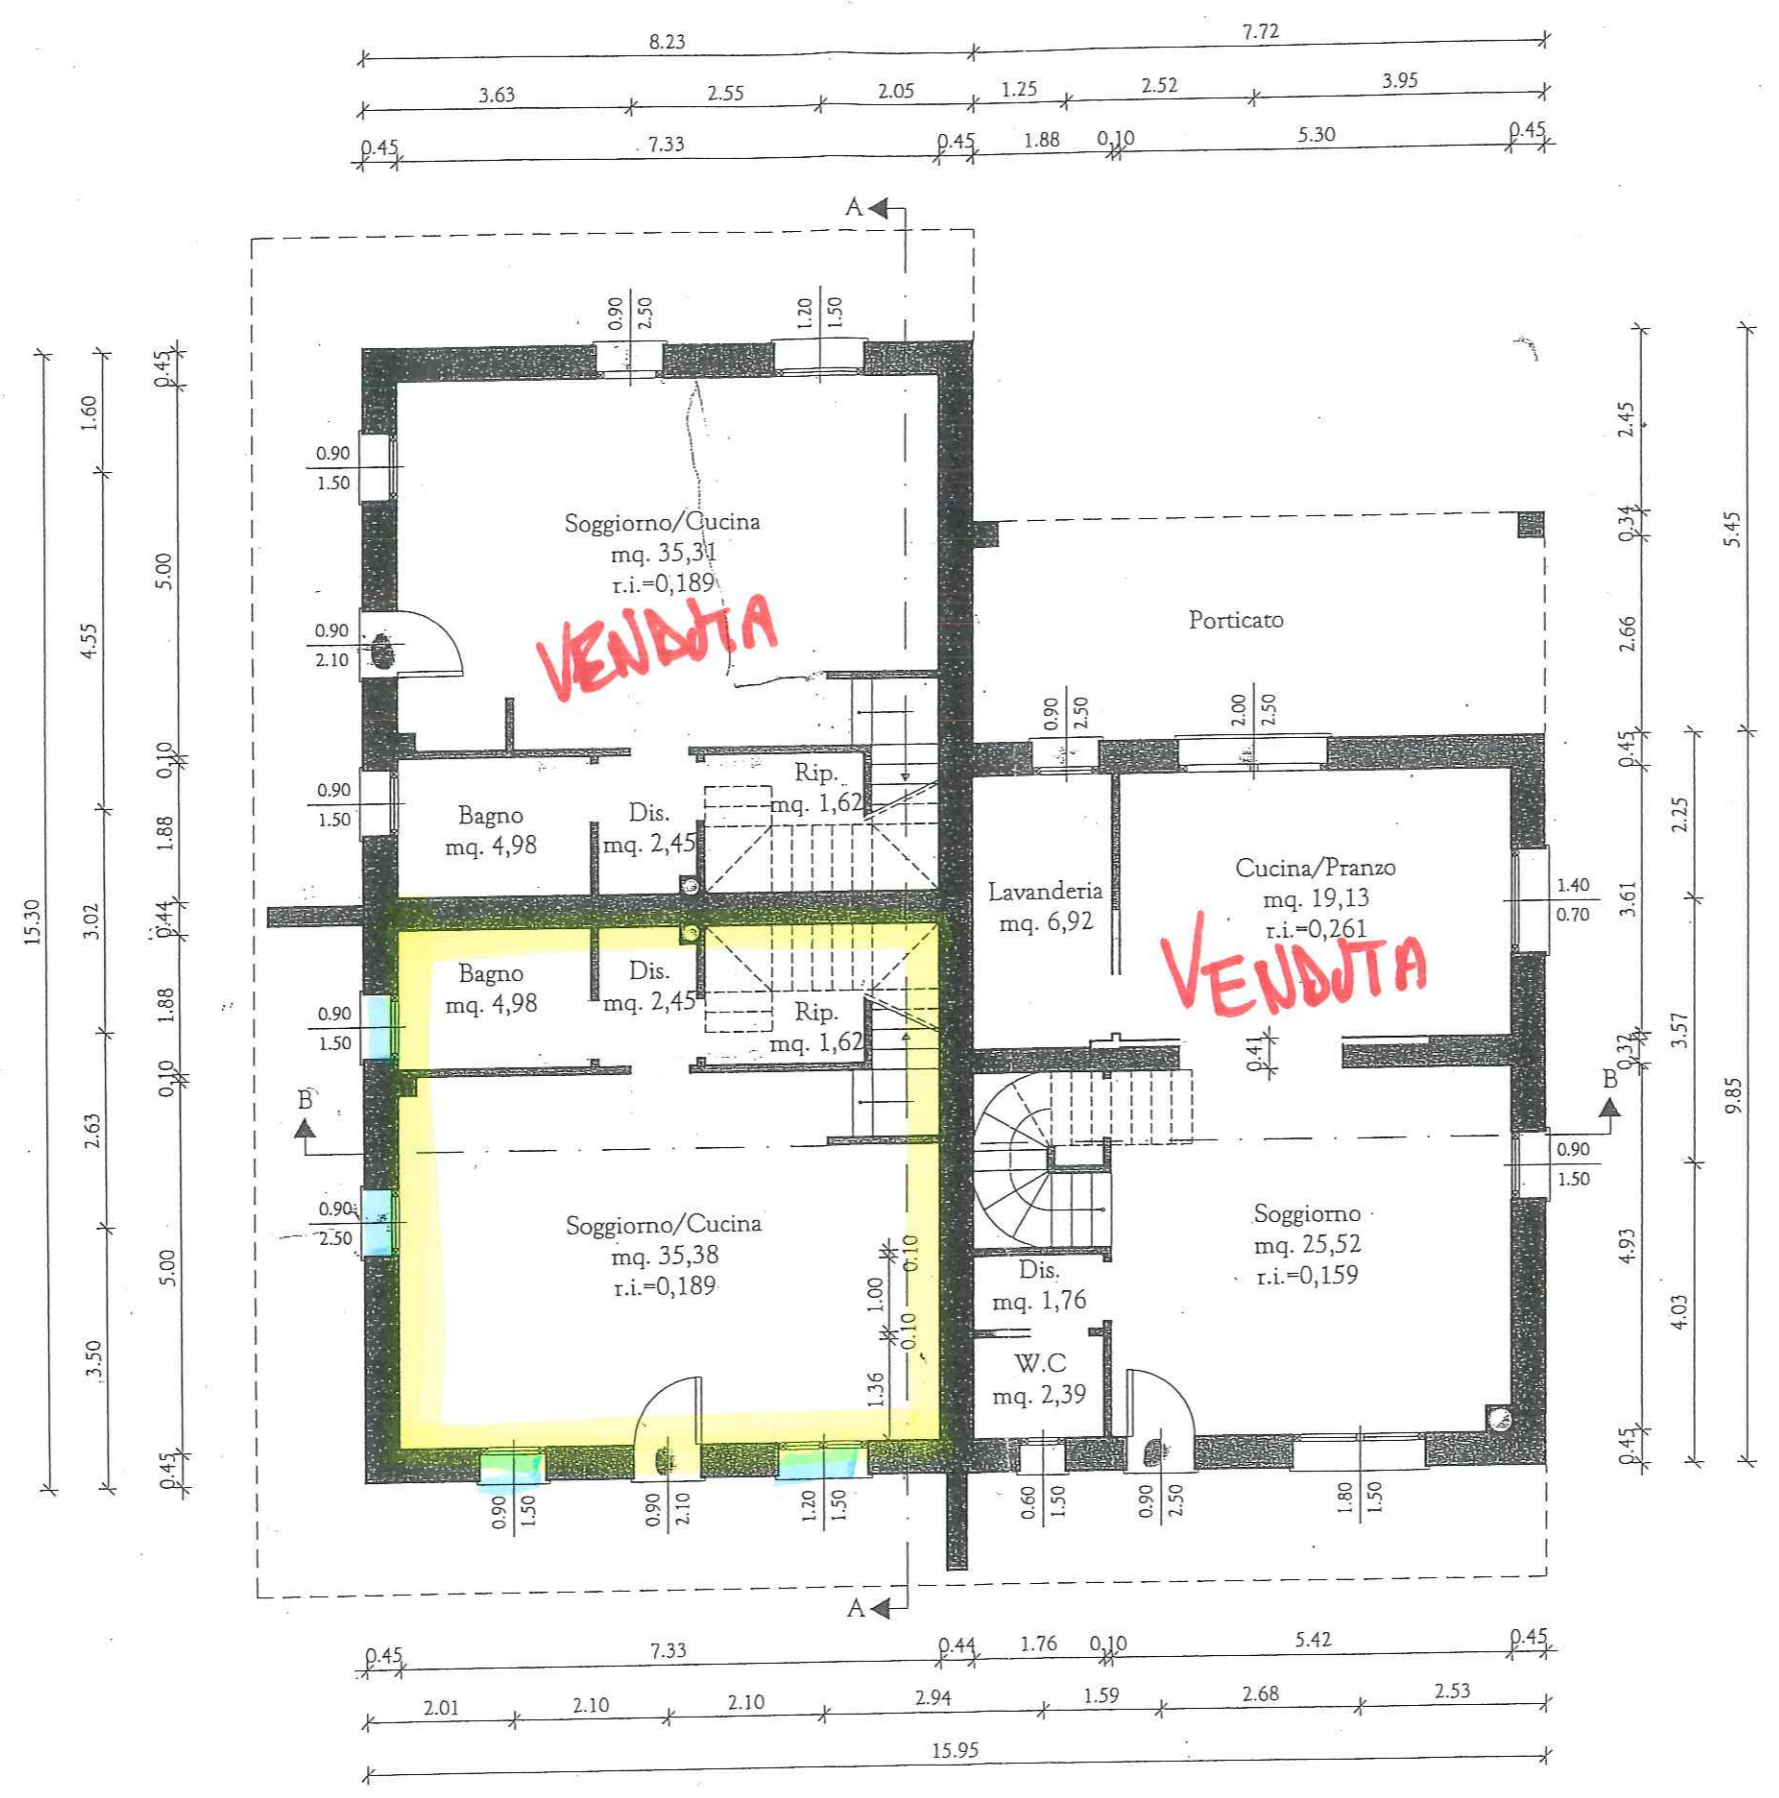 8.23
7.72
3.63
2.55
2.05
1.25
2.52
3.95
0.45
7.33
0.45
1.88
0.10
5.30
0.45
A
0.90
2.50
1.20
1.50
0.45
1.60
0.90
1.50
5.00
4.55
0.90
2.10
Soggiorno/Cucina
mq. 35,31
r.i.=0,189
VENDUTA
2.45
0.34
5.45
2.66
Porticato
0.90
2.50
2.00
2.50
0.10
0.45
0.90
1.50
1.88
Bagno
mq. 4,98
Dis.
mq. 2,45
Rip.
mq. 1,62
2.25
Lavanderia
mq. 6,92
Cucina/Pranzo
mq. 19,13
r.i.=0,261
VENDUTA
1.40
0.70
3.61
15.30
3.02
0.44
1.88
0.90
1.50
Bagno
mq. 4,98
Dis.
mq. 2,45
Rip.
mq. 1,62
0.41
0.32
3.57
9.85
0.10
B
B
2.63
0.90
1.50
0.90
2.50
Soggiorno/Cucina
mq. 35,38
r.i.=0,189
0.10
1.00
0.10
1.36
Soggiorno
mq. 25,52
r.i.=0,159
Dis.
mq. 1,76
W.C
mq. 2,39
4.93
4.03
5.00
3.50
0.45
0.45
0.90
1.50
0.90
2.10
1.20
1.50
0.60
1.50
0.90
2.50
1.80
1.50
A
0.45
7.33
0.44
1.76
0.10
5.42
0.45
2.01
2.10
2.10
2.94
1.59
2.68
2.53
15.95